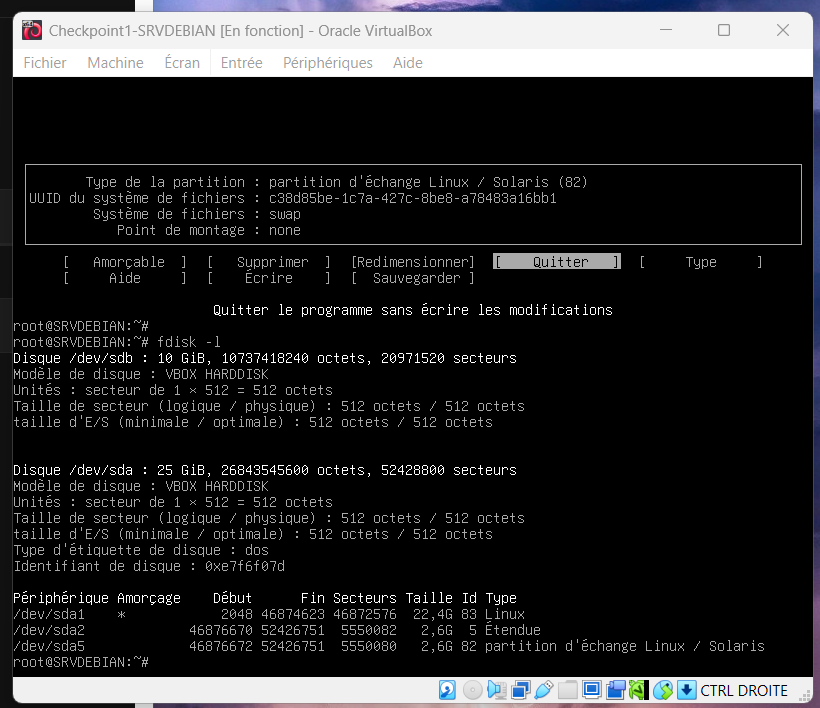 Checkpoint1-SRVDEBIAN [En fonction] - Oracle VirtualBox
Fichier Machine Écran Entrée Périphériques Aide
Type de la partition : partition d'échange Linux / Solaris (82)
UUID du système de fichiers : c38d85be-1c7a-427c-8be8-a78483a16bb1
Système de fichiers : swap
Point de montage : none
[ Amorçable ] [ Supprimer ] [Redimensionner] [ Quitter ] [ Type ]
[ Aide ] [ Écrire ] [ Sauvegarder ]
Quitter le programme sans écrire les modifications
root@SRVDEBIAN:~#
root@SRVDEBIAN:~# fdisk -l
Disque /dev/sdb : 10 GiB, 10737418240 octets, 20971520 secteurs
Modèle de disque : VBOX HARDDISK
Unités : secteur de 1 × 512 = 512 octets
Taille de secteur (logique / physique) : 512 octets / 512 octets
taille d'E/S (minimale / optimale) : 512 octets / 512 octets
Disque /dev/sda : 25 GiB, 26843545600 octets, 52428800 secteurs
Modèle de disque : VBOX HARDDISK
Unités : secteur de 1 × 512 = 512 octets
Taille de secteur (logique / physique) : 512 octets / 512 octets
taille d'E/S (minimale / optimale) : 512 octets / 512 octets
Type d'étiquette de disque : dos
Identifiant de disque : 0xe7f6f07d
Périphérique Amorçage Début Fin Secteurs Taille Id Type
/dev/sda1 * 2048 46874623 46872576 22,4G 83 Linux
/dev/sda2 46876670 52426751 5550082 2,6G 5 Étendue
/dev/sda5 46876672 52426751 5550080 2,6G 82 partition d'échange Linux / Solaris
root@SRVDEBIAN:~#
CTRL DROITE